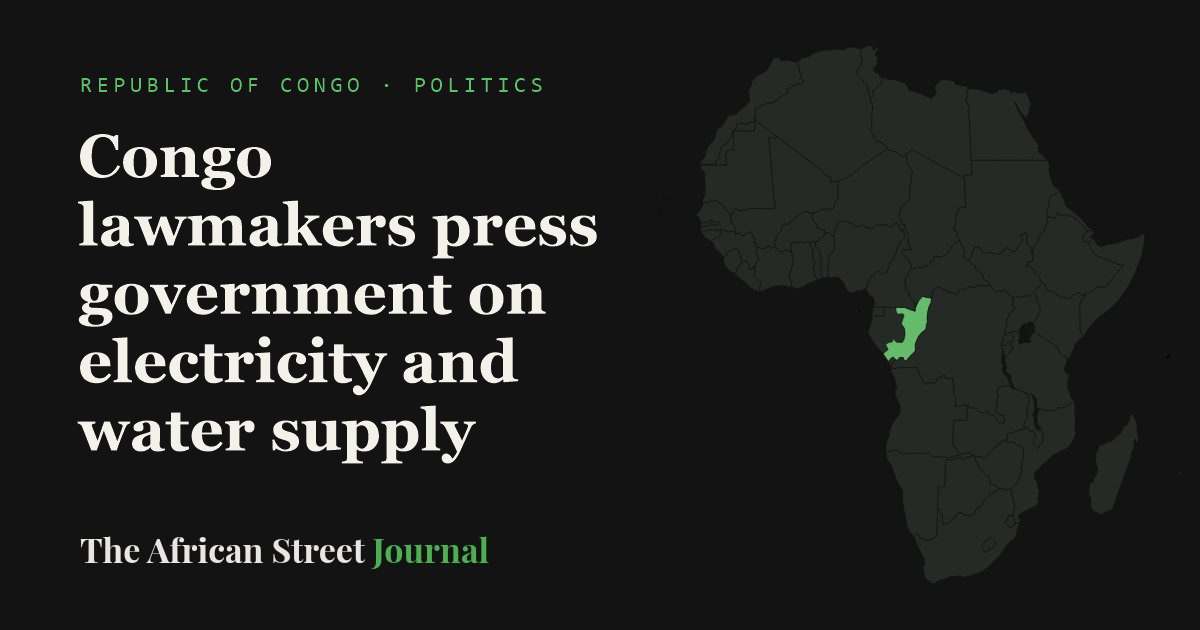 REPUBLIC OF CONGO · POLITICS
Congo
lawmakers press
government on
electricity and
water supply
The African Street Journal